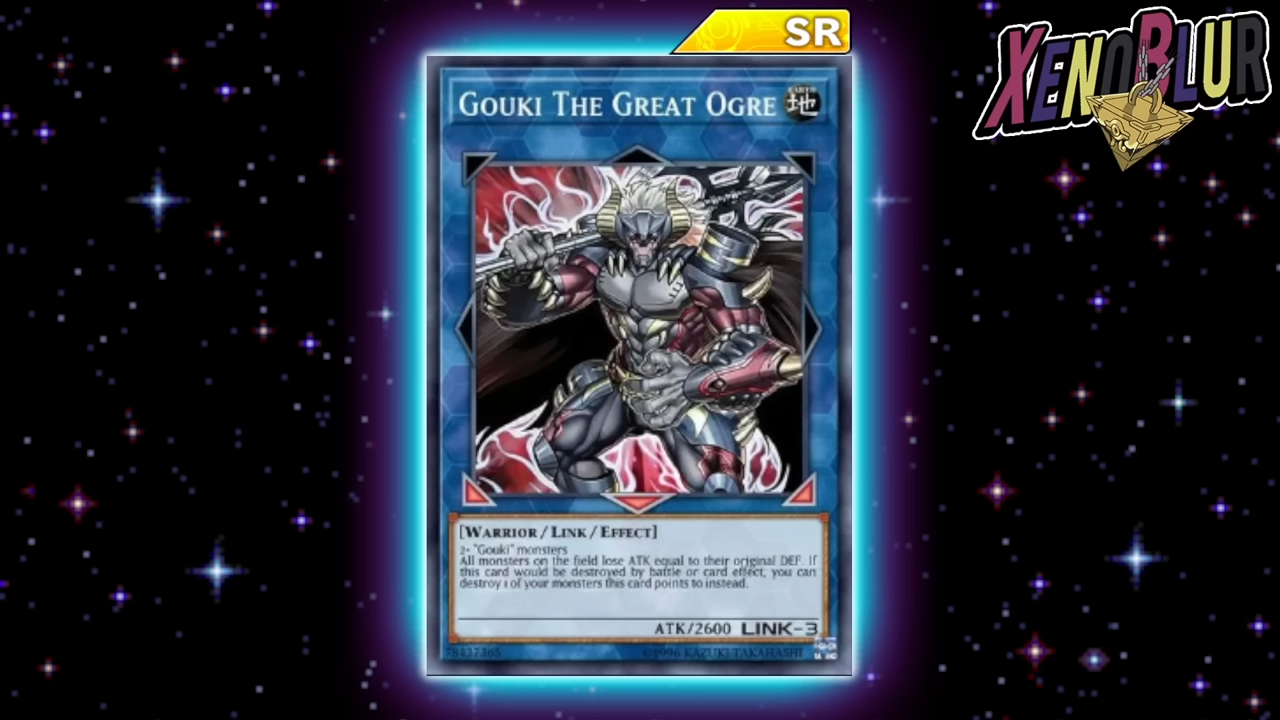 SR
XENOBLUR
GOUKI THE GREAT OGRE
EARTH
地
[WARRIOR/LINK/EFFECT]
2+ "Gouki" monsters
All monsters on the field lose ATK equal to their original DEF. If
this card would be destroyed by battle or card effect, you can
destroy 1 of your monsters this card points to instead.
ATK/2600 LINK-3
78437365 ©1996 KAZUKI TAKAHASHI